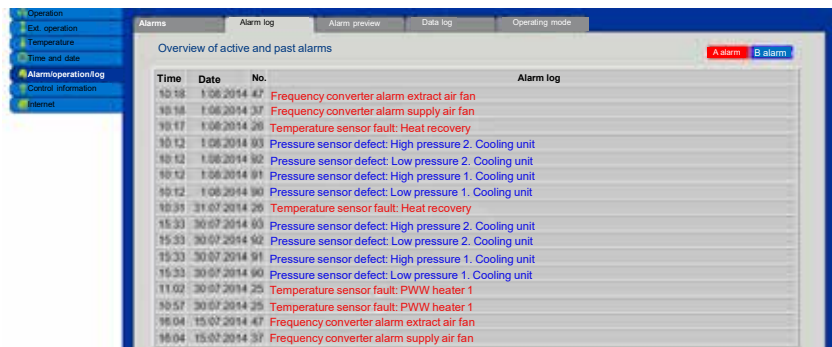 Operation
Ext. operation
Temperature
Time and date
Alarm/operation/log
Control information
Internet
Alarms
Alarm log
Alarm preview
Data log
Operating mode
Overview of active and past alarms
A alarm B alarm
Time Date No. Alarm log
10:18 1:08:2014 47 Frequency converter alarm extract air fan
10:18 1:08:2014 37 Frequency converter alarm supply air fan
10:17 1:08:2014 26 Temperature sensor fault: Heat recovery
10:12 1:08:2014 93 Pressure sensor defect: High pressure 2. Cooling unit
10:12 1:08:2014 92 Pressure sensor defect: Low pressure 2. Cooling unit
10:12 1:08:2014 91 Pressure sensor defect: High pressure 1. Cooling unit
10:12 1:08:2014 90 Pressure sensor defect: Low pressure 1. Cooling unit
10:31 31:07:2014 26 Temperature sensor fault: Heat recovery
15:33 30:07:2014 93 Pressure sensor defect: High pressure 2. Cooling unit
15:33 30:07:2014 92 Pressure sensor defect: Low pressure 2. Cooling unit
15:33 30:07:2014 91 Pressure sensor defect: High pressure 1. Cooling unit
15:33 30:07:2014 90 Pressure sensor defect: Low pressure 1. Cooling unit
11:02 30:07:2014 25 Temperature sensor fault: PWW heater 1
10:57 30:07:2014 25 Temperature sensor fault: PWW heater 1
16:04 15:07:2014 47 Frequency converter alarm extract air fan
16:04 15:07:2014 37 Frequency converter alarm supply air fan